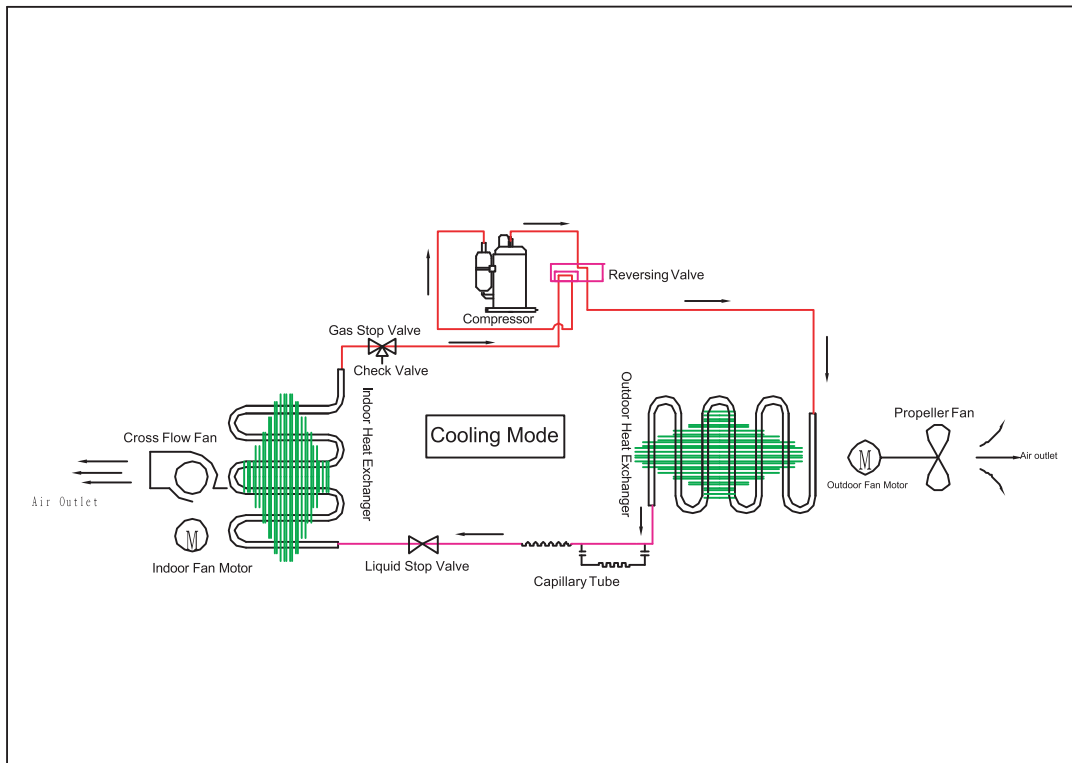 Reversing Valve
Compressor
Gas Stop Valve
Check Valve
Indoor Heat Exchanger
Outdoor Heat Exchanger
Cooling Mode
Cross Flow Fan
Propeller Fan
M
Air outlet
Outdoor Fan Motor
Air Outlet
M
Indoor Fan Motor
Liquid Stop Valve
Capillary Tube